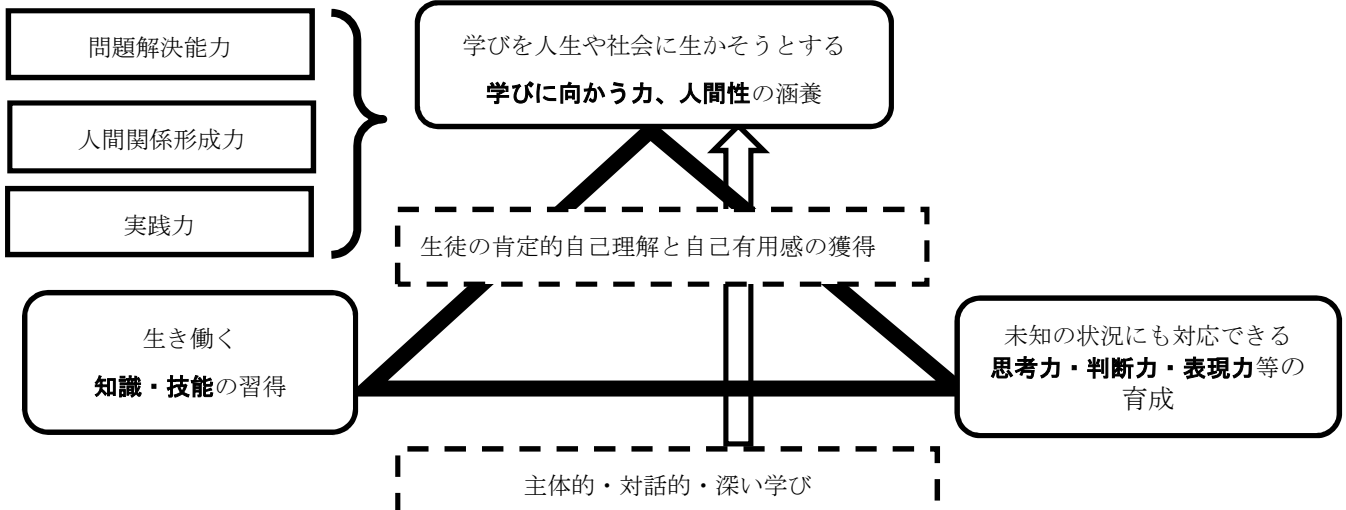 問題解決能力
人間関係形成力
実践力
学びを人生や社会に生かそうとする
学びに向かう力、人間性の涵養
生徒の肯定的自己理解と自己有用感の獲得
生き働く
知識・技能の習得
未知の状況にも対応できる
思考力・判断力・表現力等の
育成
主体的・対話的・深い学び